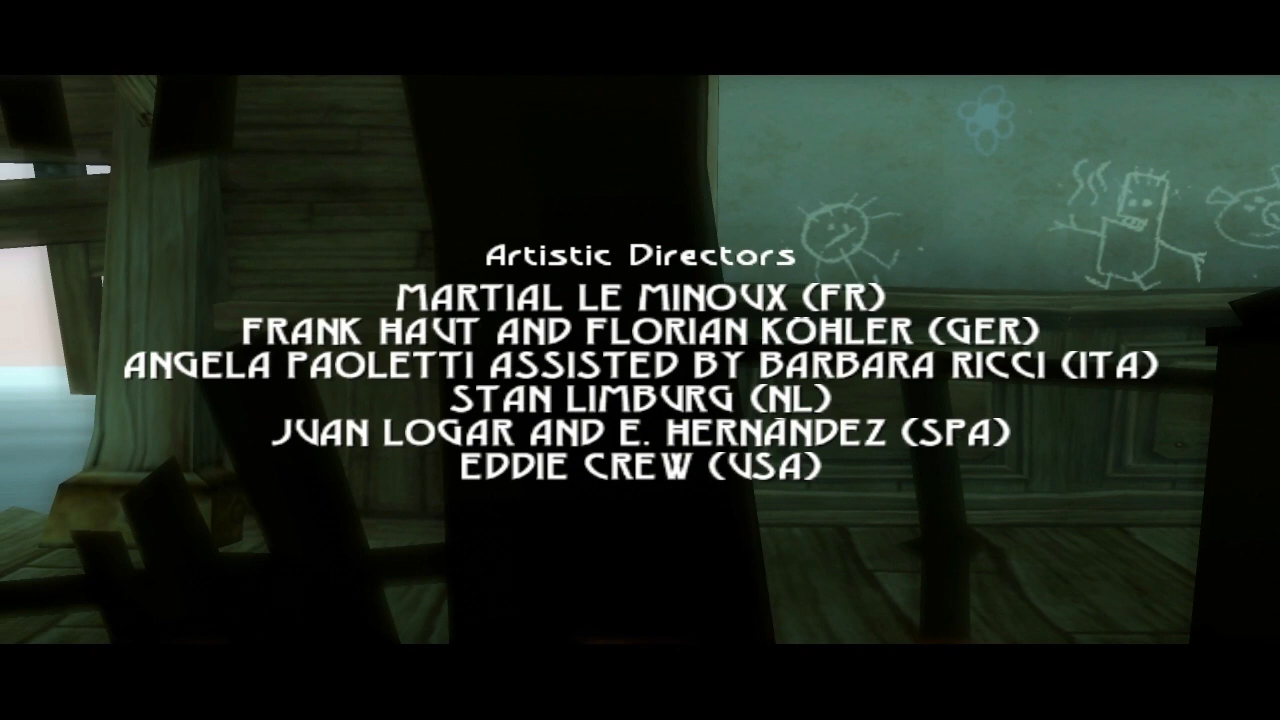 Artistic Directors
MARTIAL LE MINOUX (FR)
FRANK HAUT AND FLORIAN KÖHLER (GER)
ANGELA PAOLETTI ASSISTED BY BARBARA RICCI (ITA)
STAN LIMBURG (NL)
JUAN LOGAR AND E. HERNÁNDEZ (SPA)
EDDIE CREW (USA)